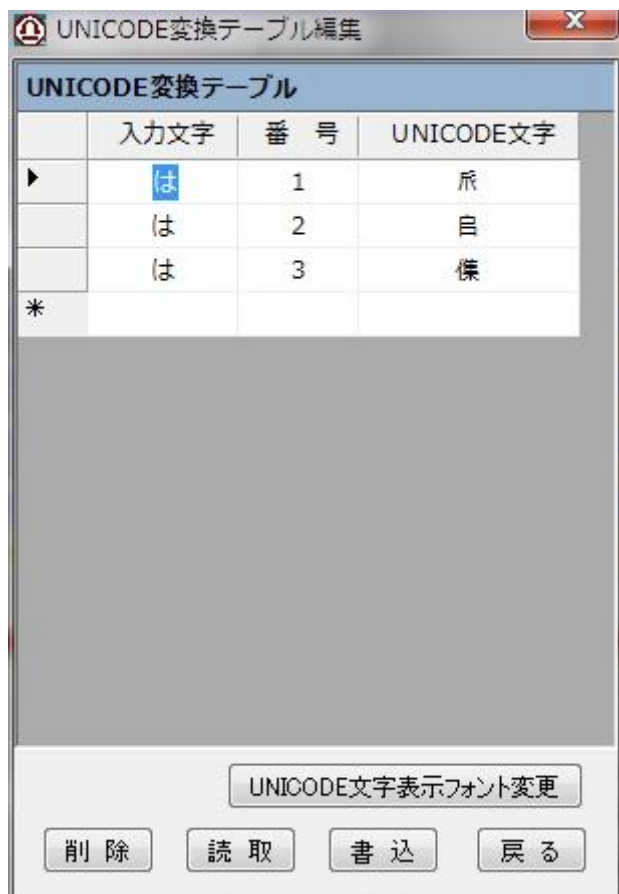 UNICODE変換テーブル編集
UNICODE変換テーブル
入力文字 番 号 UNICODE文字
は 1
は 2
は 3
*
UNICODE文字表示フォント変更
削 除 読 取 書 込 戻 る